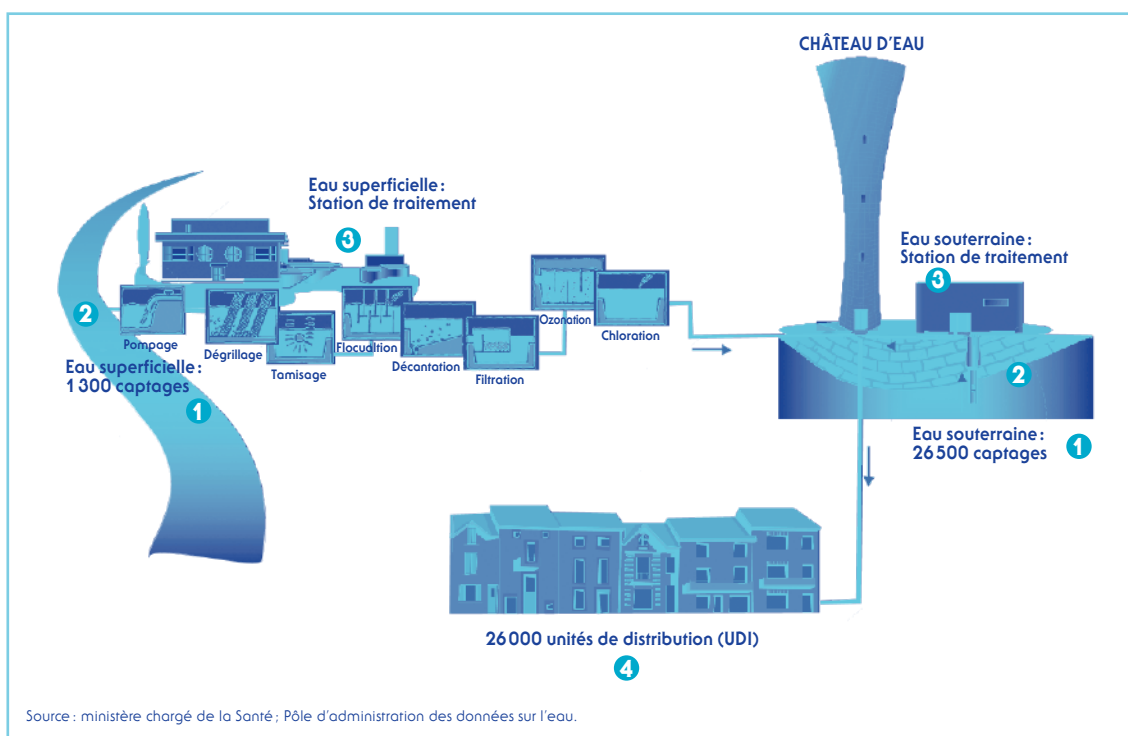 CHÂTEAU D'EAU
Eau superficielle :
Station de traitement
3
Eau souterraine :
Station de traitement
3
2
Pompage
Dégrillage
Tamisage
Flocudltion
Décantation
Filtration
Ozonation
Chloration
Eau superficielle :
1 300 captages
1
2
Eau souterraine :
26 500 captages
1
26 000 unités de distribution (UDI)
4
Source : ministère chargé de la Santé ; Pôle d'administration des données sur l'eau.